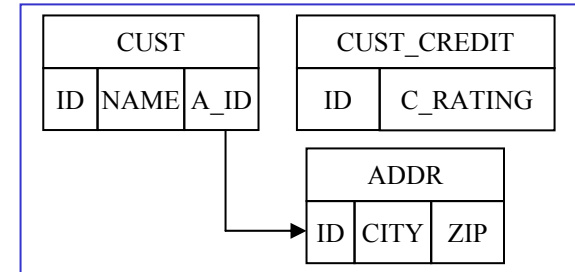 CUST
ID NAME A_ID
CUST_CREDIT
ID C_RATING
ADDR
ID CITY ZIP